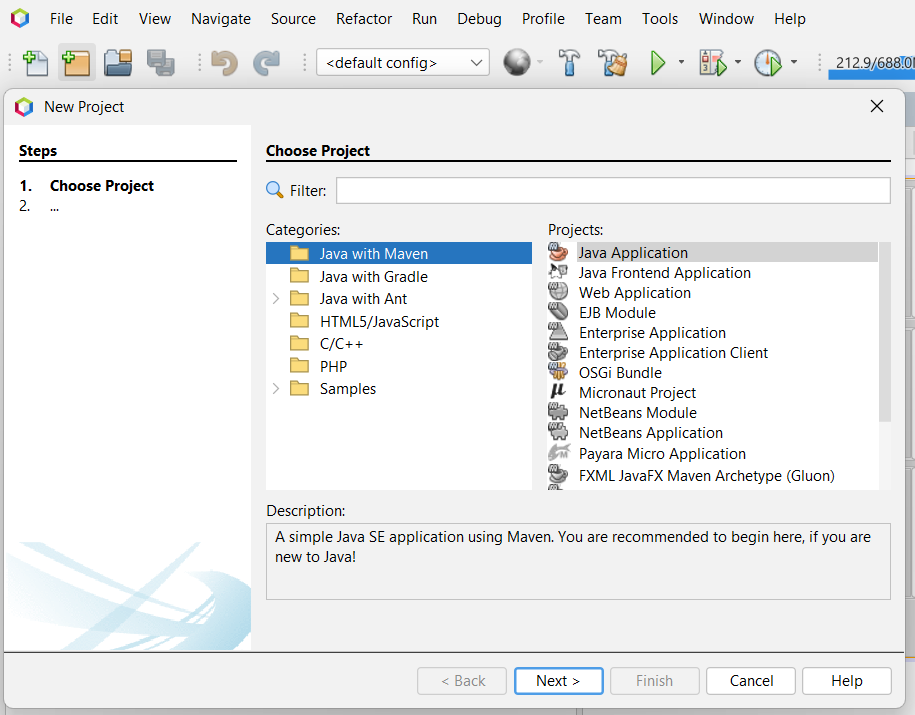 File Edit View Navigate Source Refactor Run Debug Profile Team Tools Window Help
<default config>
212.9/688.0M
New Project
Steps
1. Choose Project
2. ...
Choose Project
Filter:
Categories:
Java with Maven
Java with Gradle
Java with Ant
HTML5/JavaScript
C/C++
PHP
Samples
Projects:
Java Application
Java Frontend Application
Web Application
EJB Module
Enterprise Application
Enterprise Application Client
OSGi Bundle
Micronaut Project
NetBeans Module
NetBeans Application
Payara Micro Application
FXML JavaFX Maven Archetype (Gluon)
Description:
A simple Java SE application using Maven. You are recommended to begin here, if you are
new to Java!
< Back Next > Finish Cancel Help